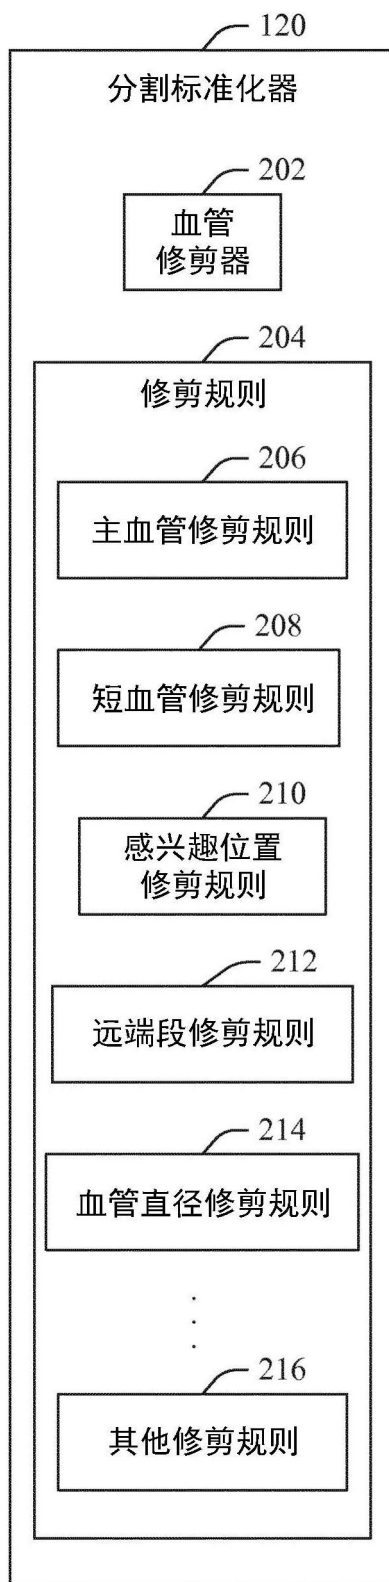 120
分割标准化器
202
血管
修剪器
204
修剪规则
206
主血管修剪规则
208
短血管修剪规则
210
感兴趣位置
修剪规则
212
远端段修剪规则
214
血管直径修剪规则
216
其他修剪规则